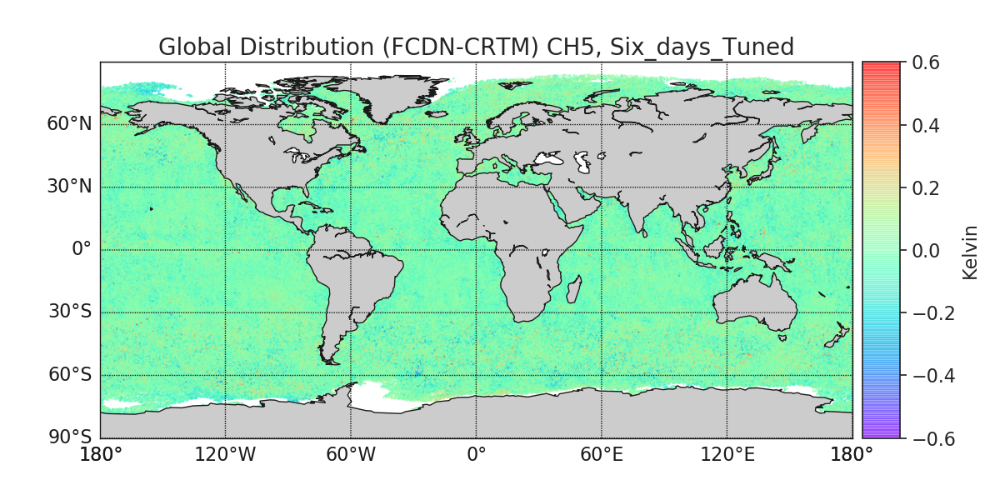 Global Distribution (FCDN-CRTM) CH5, Six_days_Tuned
60°N
30°N
0°
30°S
60°S
90°S
180°
120°W
60°W
0°
60°E
120°E
180°
0.6
0.4
0.2
0.0
−0.2
−0.4
−0.6
Kelvin